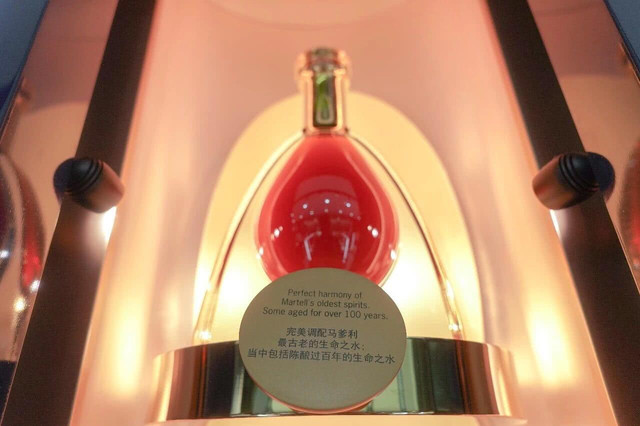 Perfect harmony of
Martell's oldest spirits.
Some aged for over 100 years.
完美调配马爹利
最古老的生命之水；
当中包括陈酿过百年的生命之水